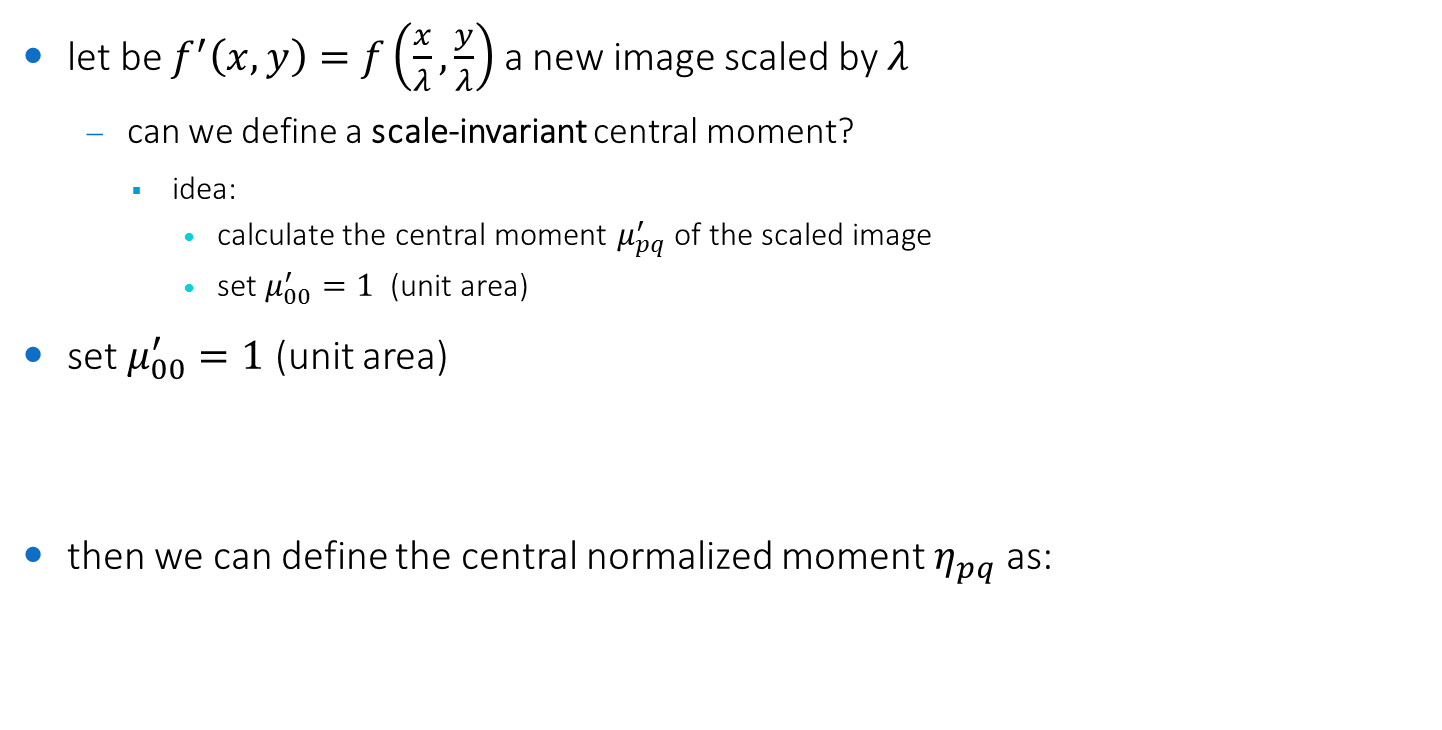 • let be f′(x, y) = f(x/λ, y/λ) a new image scaled by λ
– can we define a scale-invariant central moment?
▪ idea:
• calculate the central moment μ′pq of the scaled image
• set μ′00 = 1 (unit area)
• set μ′00 = 1 (unit area)
• then we can define the central normalized moment ηpq as: